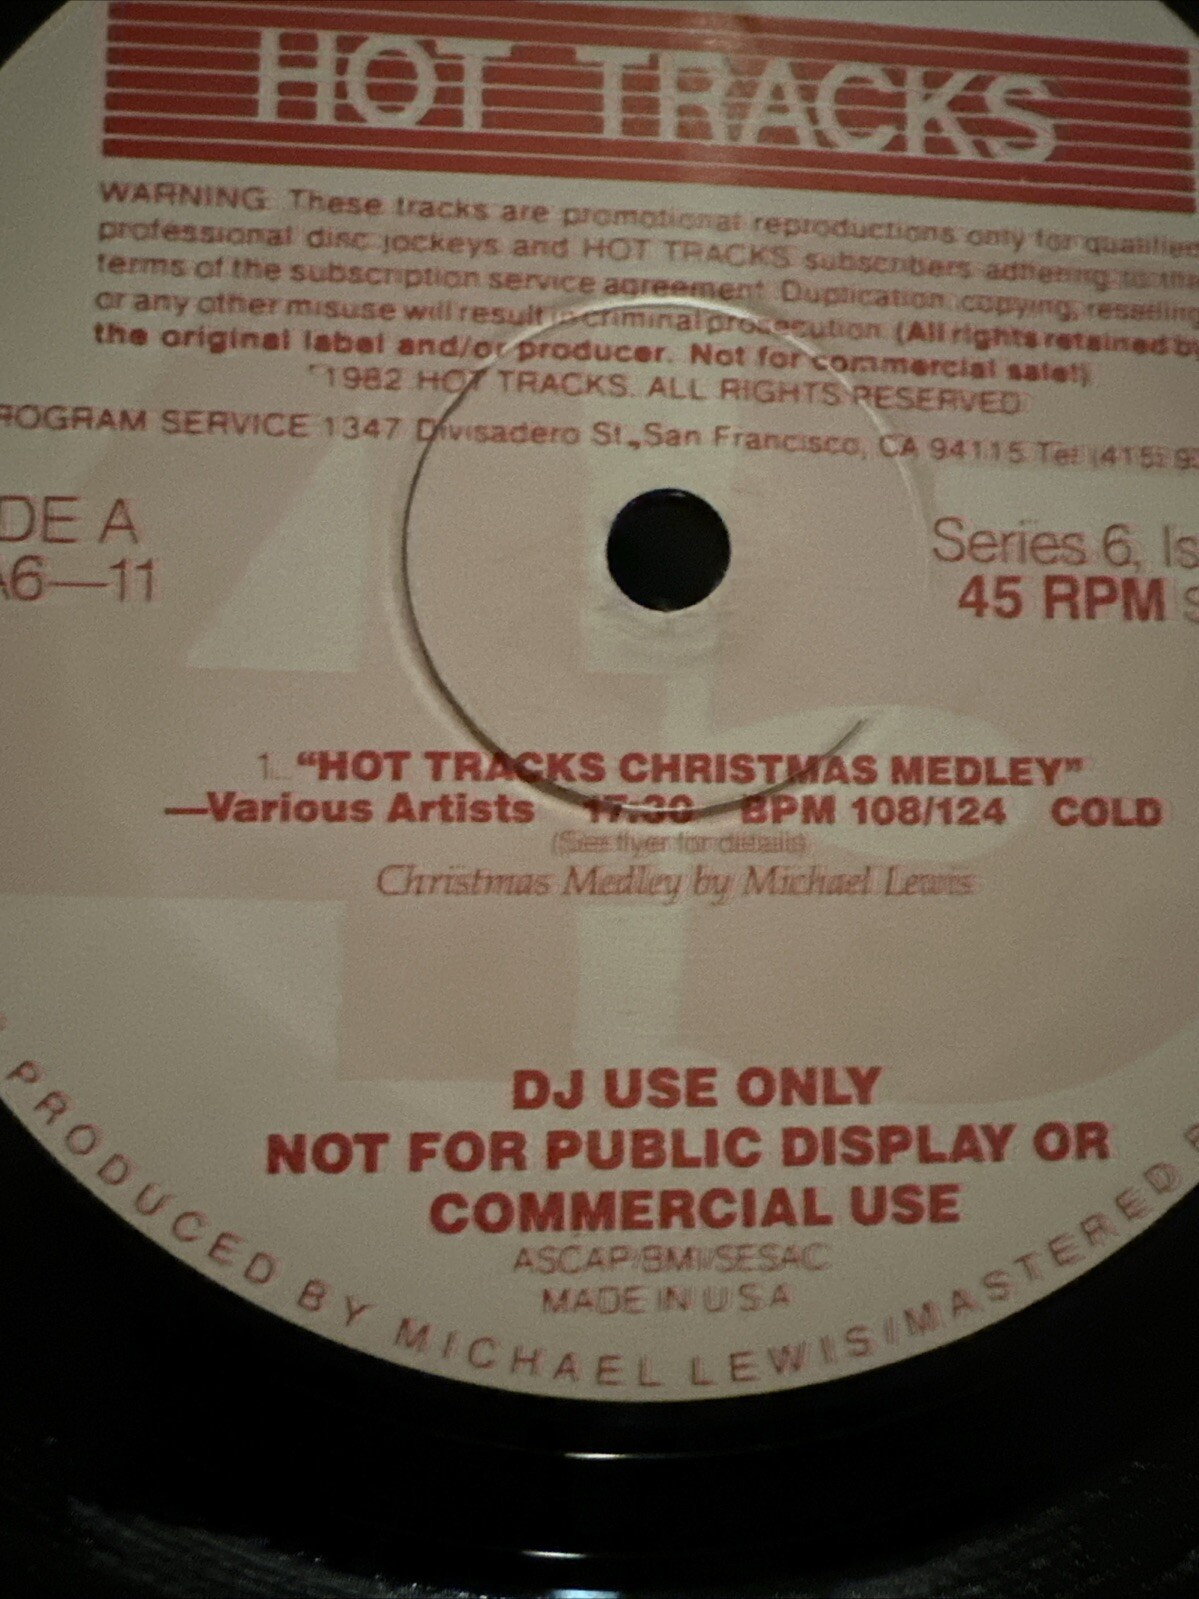 HOT TRACKS
WARNING: These tracks are promotional reproductions only for qualified
professional disc jockeys and HOT TRACKS subscribers adhering to the
terms of the subscription service agreement. Duplication, copying, reselling
or any other misuse will result in criminal prosecution. (All rights retained by
the original label and/or producer. Not for commercial sale!)
1982 HOT TRACKS. ALL RIGHTS RESERVED
ROGRAM SERVICE 1347 Divisadero St., San Francisco, CA 94115 Tel (415)
DE A
A6—11
Series 6, Is
45 RPM S
1. “HOT TRACKS CHRISTMAS MEDLEY”
—Various Artists 17:30 BPM 108/124 COLD
(See flyer for details)
Christmas Medley by Michael Lewis
DJ USE ONLY
NOT FOR PUBLIC DISPLAY OR
COMMERCIAL USE
ASCAP/BMI/SESAC
MADE IN USA
PRODUCED BY MICHAEL LEWIS/MASTERED